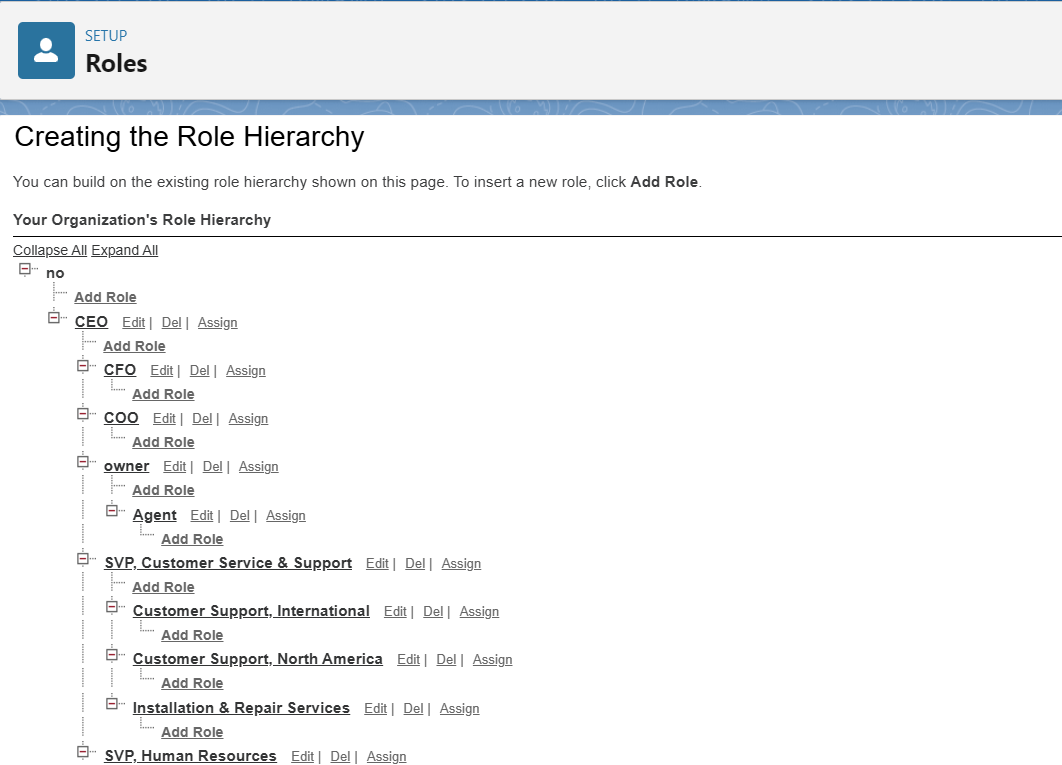 SETUP
Roles
Creating the Role Hierarchy
You can build on the existing role hierarchy shown on this page. To insert a new role, click Add Role.
Your Organization's Role Hierarchy
Collapse All Expand All
no
Add Role
CEO Edit | Del | Assign
Add Role
CFO Edit | Del | Assign
Add Role
COO Edit | Del | Assign
Add Role
owner Edit | Del | Assign
Add Role
Agent Edit | Del | Assign
Add Role
SVP, Customer Service & Support Edit | Del | Assign
Add Role
Customer Support, International Edit | Del | Assign
Add Role
Customer Support, North America Edit | Del | Assign
Add Role
Installation & Repair Services Edit | Del | Assign
Add Role
SVP, Human Resources Edit | Del | Assign